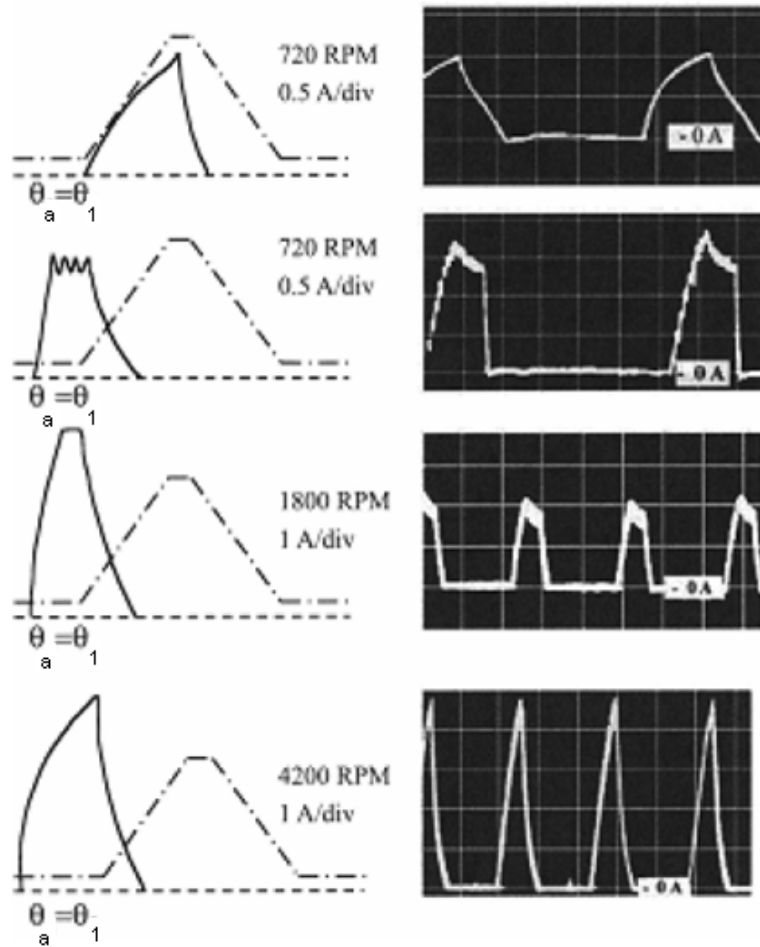 720 RPM
0.5 A/div
- 0 A
θa=θ1
720 RPM
0.5 A/div
- 0 A
θa=θ1
1800 RPM
1 A/div
- 0 A
θa=θ1
4200 RPM
1 A/div
- 0 A
θa=θ1